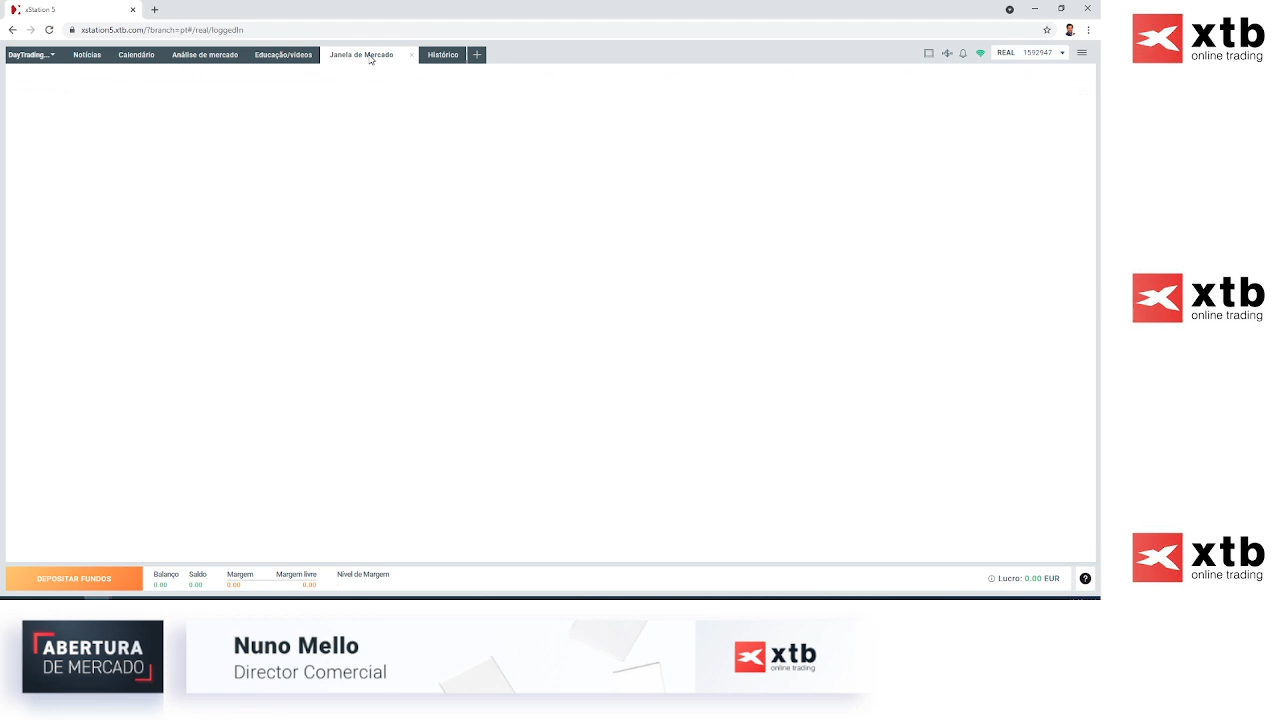 xStation 5
xstation5.xtb.com/?branch=pt#/real/loggedIn
DayTrading...
Notícias
Calendário
Análise de mercado
Educação/videos
Janela de Mercado
Histórico
REAL 1592947
DEPOSITAR FUNDOS
Balanço Saldo Margem Margem livre Nível de Margem
0.00 0.00 0.00 0.00
Lucro: 0.00 EUR
xtb
online trading
xtb
online trading
xtb
online trading
ABERTURA
DE MERCADO
Nuno Mello
Director Comercial
xtb
online trading